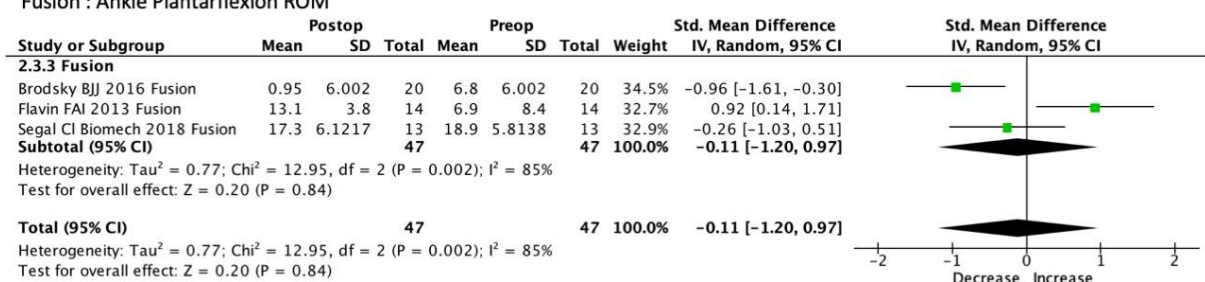 Fusion : Ankle Plantarflexion ROM
Postop Preop Std. Mean Difference Std. Mean Difference
Study or Subgroup Mean SD Total Mean SD Total Weight IV, Random, 95% CI IV, Random, 95% CI
2.3.3 Fusion
Brodsky BJJ 2016 Fusion 0.95 6.002 20 6.8 6.002 20 34.5% -0.96 [-1.61, -0.30]
Flavin FAI 2013 Fusion 13.1 3.8 14 6.9 8.4 14 32.7% 0.92 [0.14, 1.71]
Segal Cl Biomech 2018 Fusion 17.3 6.1217 13 18.9 5.8138 13 32.9% -0.26 [-1.03, 0.51]
Subtotal (95% CI) 47 47 100.0% -0.11 [-1.20, 0.97]
Heterogeneity: Tau² = 0.77; Chi² = 12.95, df = 2 (P = 0.002); I² = 85%
Test for overall effect: Z = 0.20 (P = 0.84)
Total (95% CI) 47 47 100.0% -0.11 [-1.20, 0.97]
Heterogeneity: Tau² = 0.77; Chi² = 12.95, df = 2 (P = 0.002); I² = 85%
Test for overall effect: Z = 0.20 (P = 0.84)
-2 -1 0 1 2
Decrease Increase